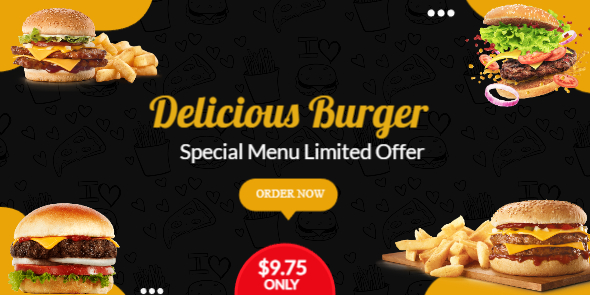 Delicious Burger
Special Menu Limited Offer
ORDER NOW
$9.75
ONLY